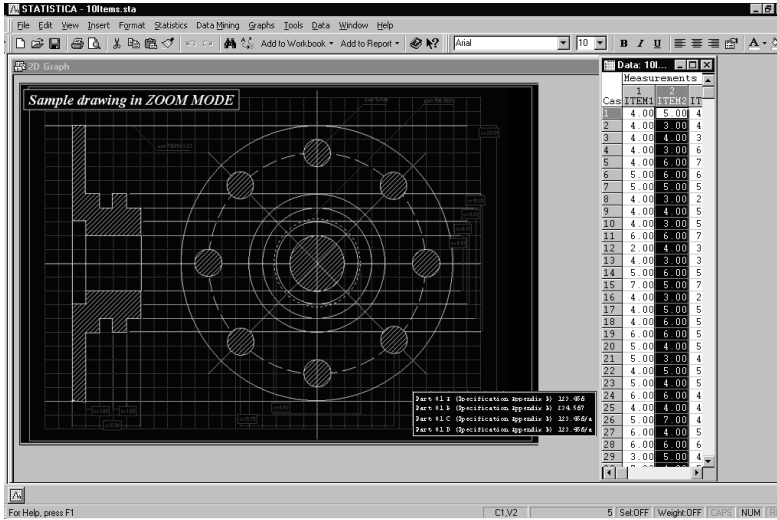 STATISTICA - 10Items.sta
File Edit View Insert Format Statistics Data Mining Graphs Tools Data Window Help
Add to Workbook Add to Report Arial 10 B I U A
2D Graph
Sample drawing in ZOOM MODE
Part #1 B (Specification Appendix B) 234.567
Part #1 C (Specification Appendix B) 123.456/a
Data: 10I...
Measurements
1 2
Cas ITEM1 ITEM2 IT
1 4.00 5.00 4
2 4.00 3.00 4
3 4.00 4.00 3
4 4.00 3.00 6
5 4.00 6.00 7
6 5.00 6.00 6
7 5.00 5.00 5
8 4.00 3.00 2
9 4.00 4.00 5
10 4.00 3.00 5
11 6.00 6.00 7
12 2.00 4.00 3
13 4.00 3.00 3
14 5.00 6.00 5
15 7.00 5.00 7
16 4.00 3.00 2
17 4.00 5.00 5
18 4.00 6.00 5
19 6.00 6.00 5
20 5.00 4.00 5
21 5.00 3.00 4
22 4.00 5.00 5
23 5.00 4.00 5
24 6.00 6.00 4
25 4.00 4.00 4
26 5.00 7.00 4
27 6.00 4.00 5
28 6.00 6.00 6
29 3.00 5.00 4
For Help, press F1
C1,V2 5 Sel:OFF Weight:OFF CAPS NUM